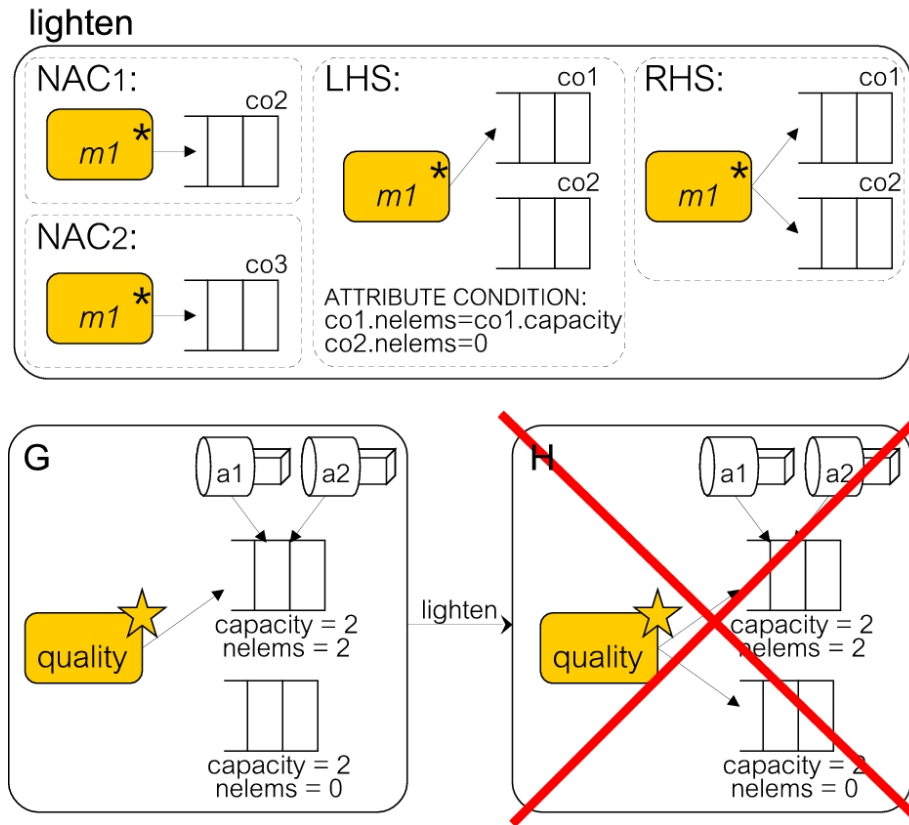 lighten
NAC1:
m1
*
co2
NAC2:
m1
*
co3
LHS:
m1
*
co1
co2
ATTRIBUTE CONDITION:
co1.nelems=co1.capacity
co2.nelems=0
RHS:
m1
*
co1
co2
G
a1
a2
quality
capacity = 2
nelems = 2
capacity = 2
nelems = 0
lighten
H
a1
a2
quality
capacity = 2
nelems = 2
capacity = 2
nelems = 0